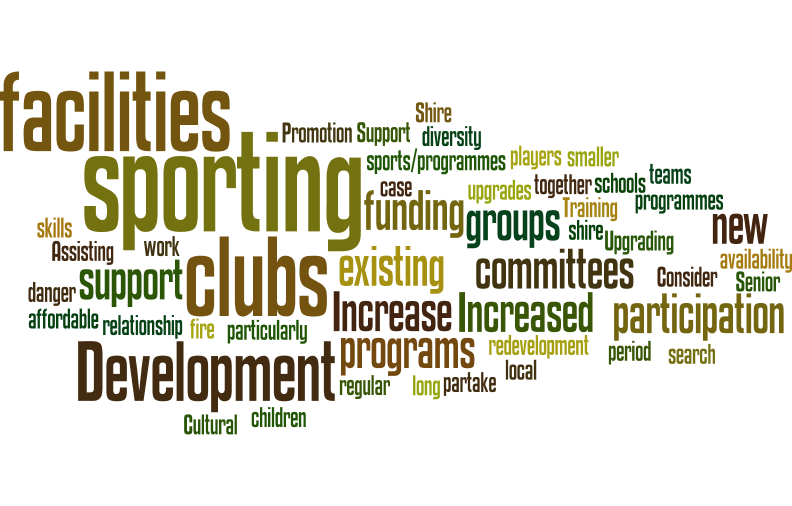 facilities
Shire
Promotion Support diversity
sporting
sports/programmes players smaller
case upgrades together schools teams
funding Training programmes
skills groups shire Upgrading new
Assisting work
support clubs existing committees Consider availability
danger Senior
affordable relationship fire particularly Increase Increased participation
Development programs redevelopment period search
regular long partake local
Cultural children